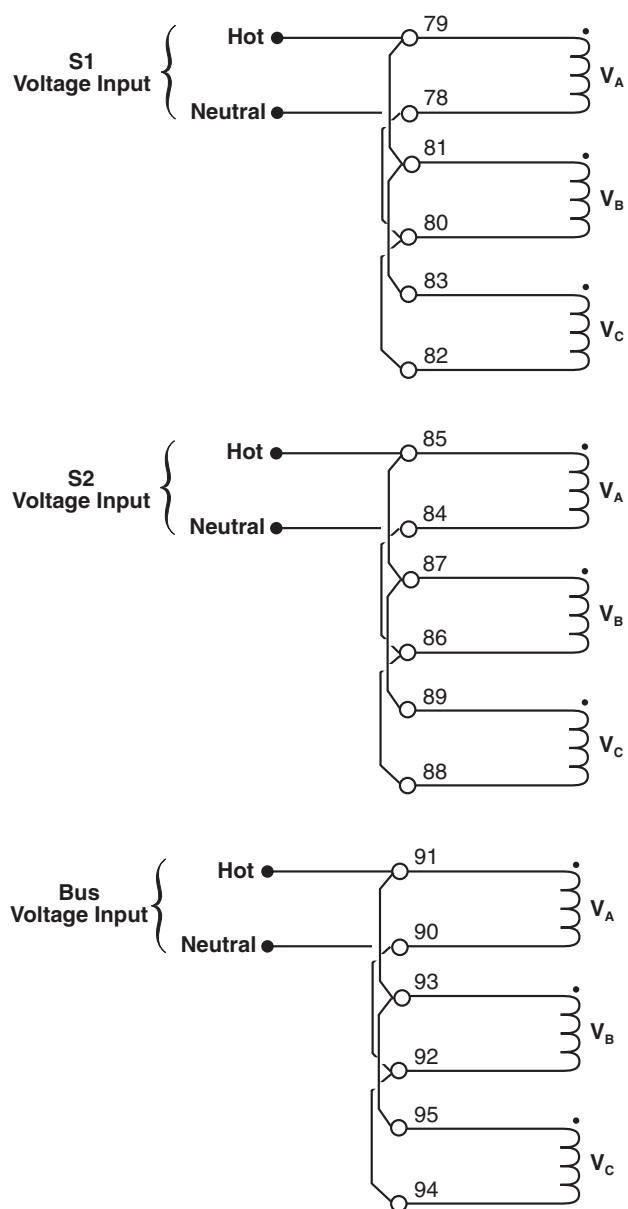 Hot
79
S1
Voltage Input
VA
Neutral
78
81
VB
80
83
VC
82
Hot
85
S2
Voltage Input
VA
Neutral
84
87
VB
86
89
VC
88
Hot
91
Bus
Voltage Input
VA
Neutral
90
93
VB
92
95
VC
94